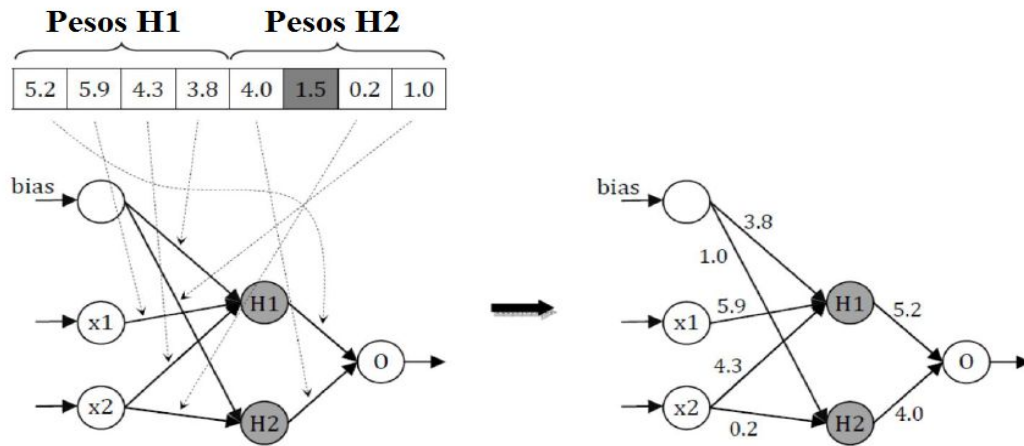 Pesos H1 Pesos H2
5.2 5.9 4.3 3.8 4.0 1.5 0.2 1.0
bias
x1
x2
H1
H2
O
bias
x1
x2
3.8
1.0
5.9
4.3
0.2
H1
H2
5.2
4.0
O